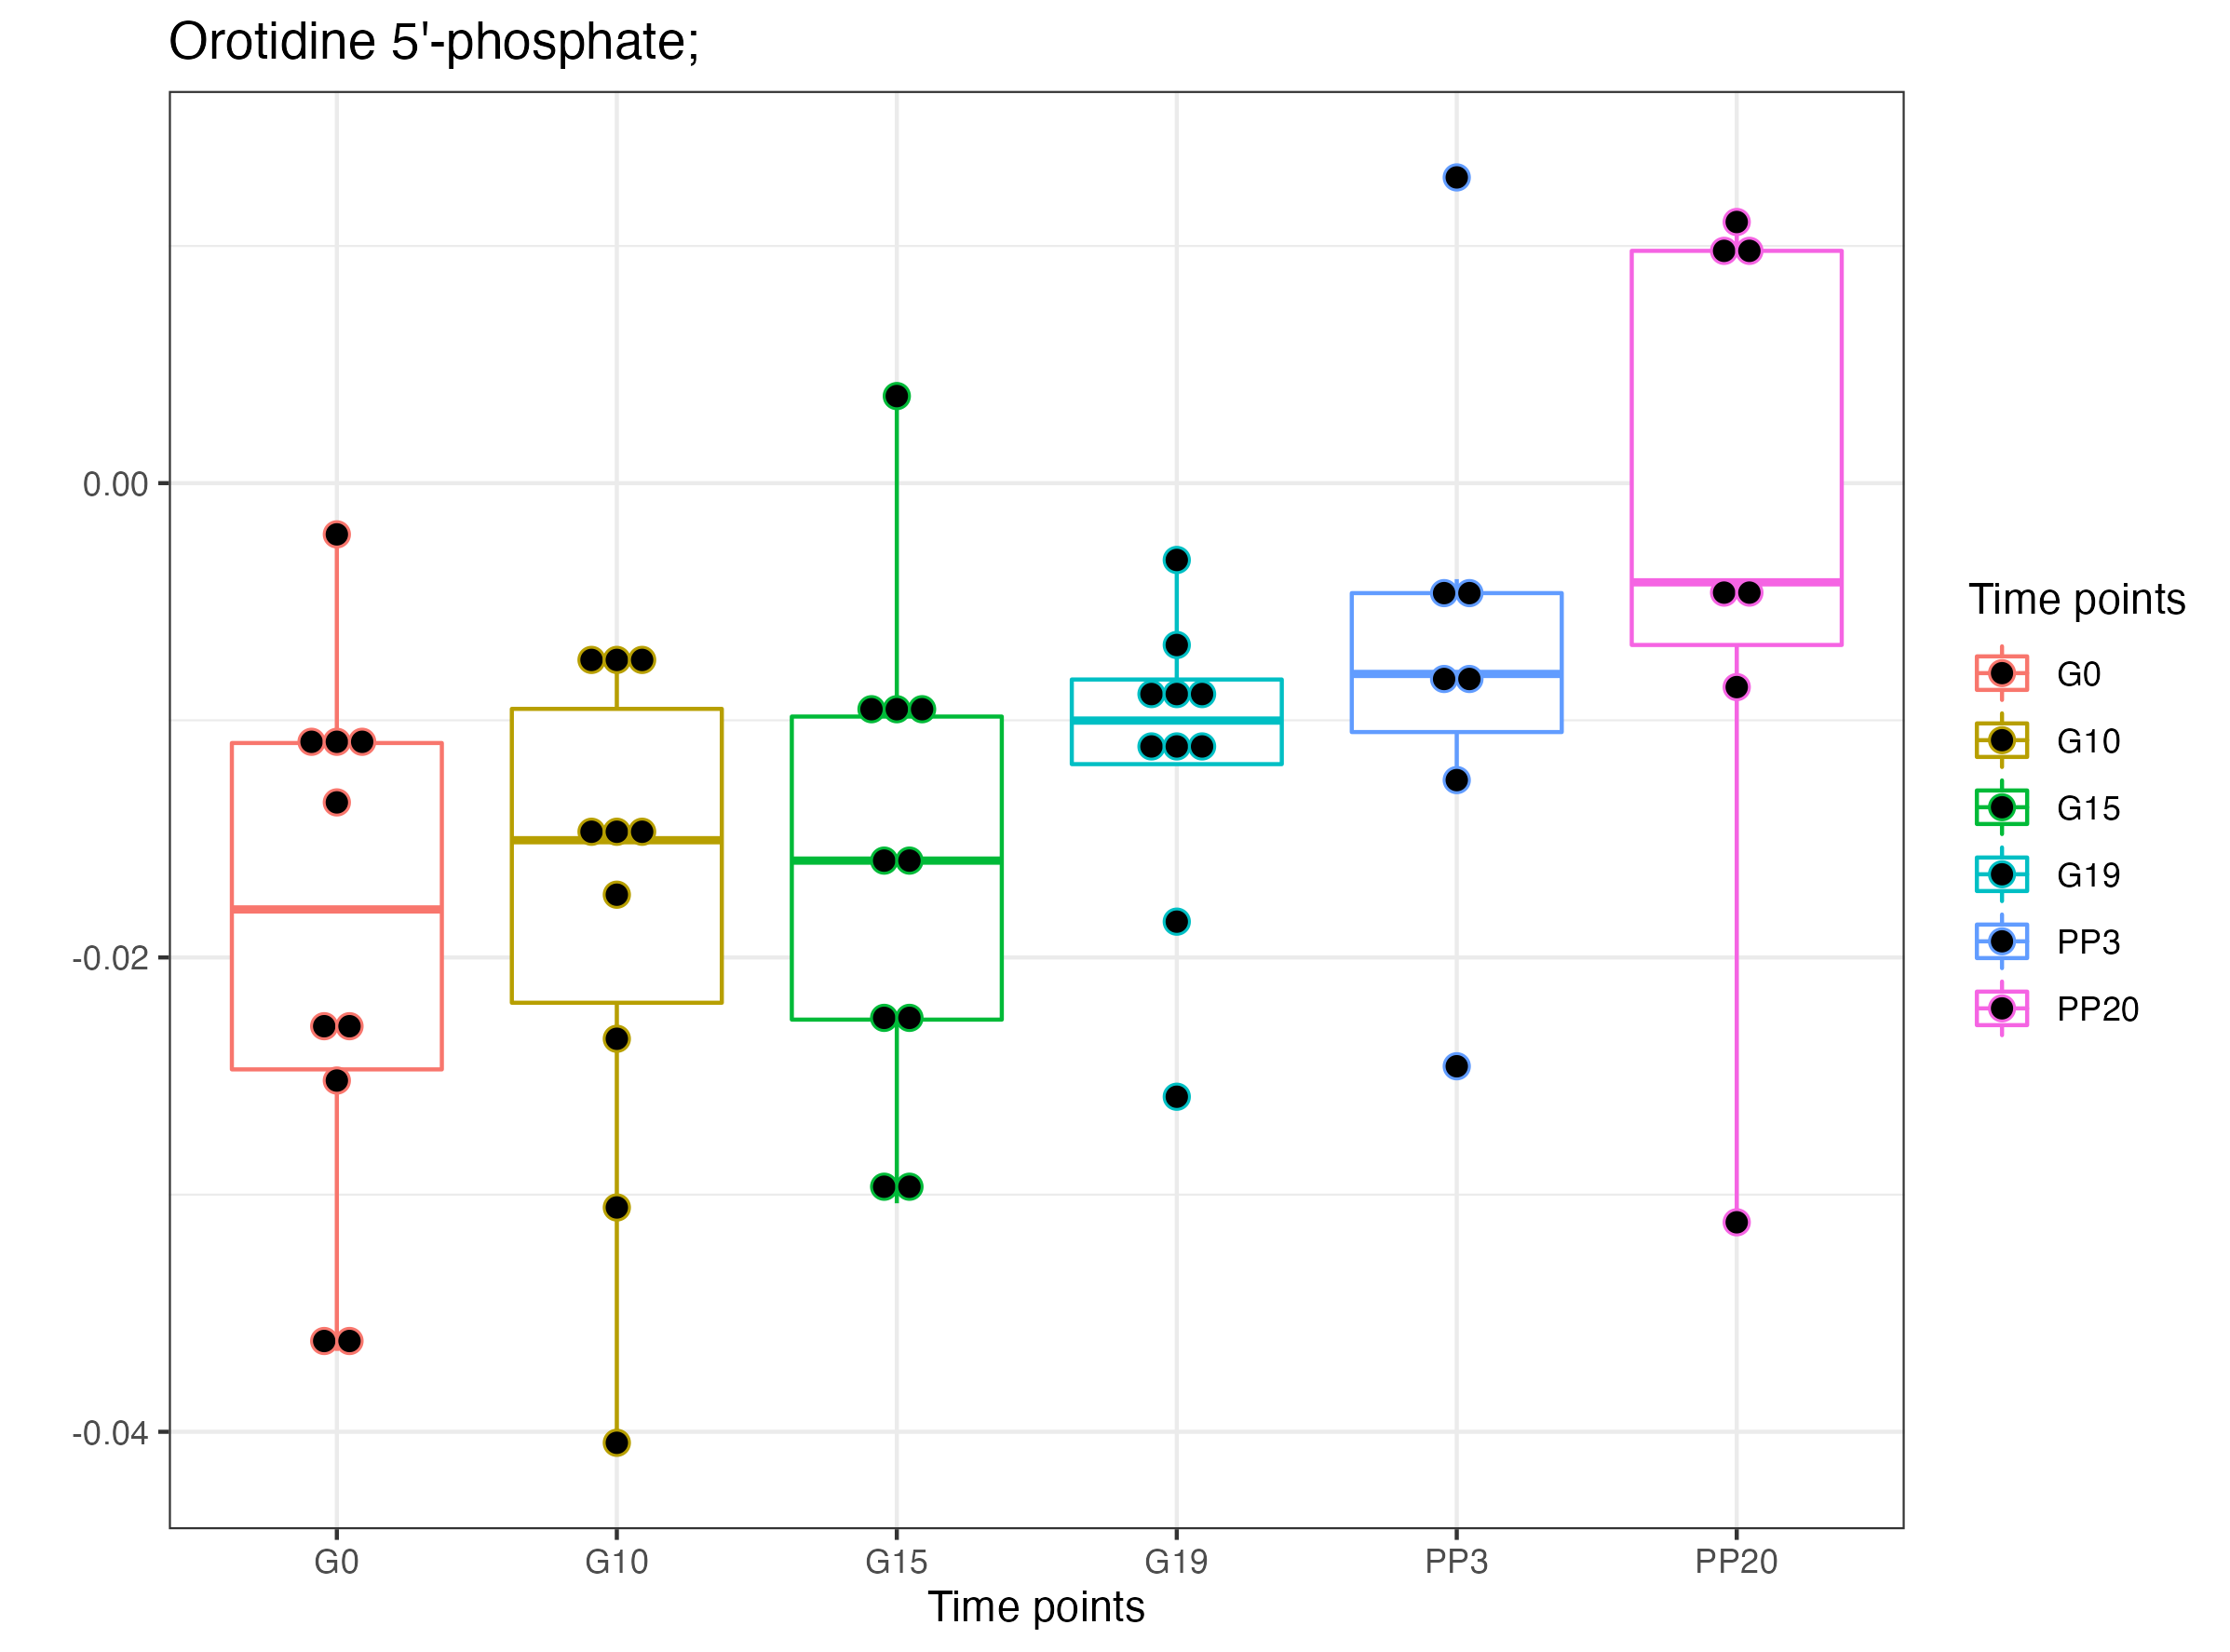 Orotidine 5'-phosphate;
0.00
-0.02
-0.04
G0 G10 G15 G19 PP3 PP20
Time points
Time points
G0
G10
G15
G19
PP3
PP20